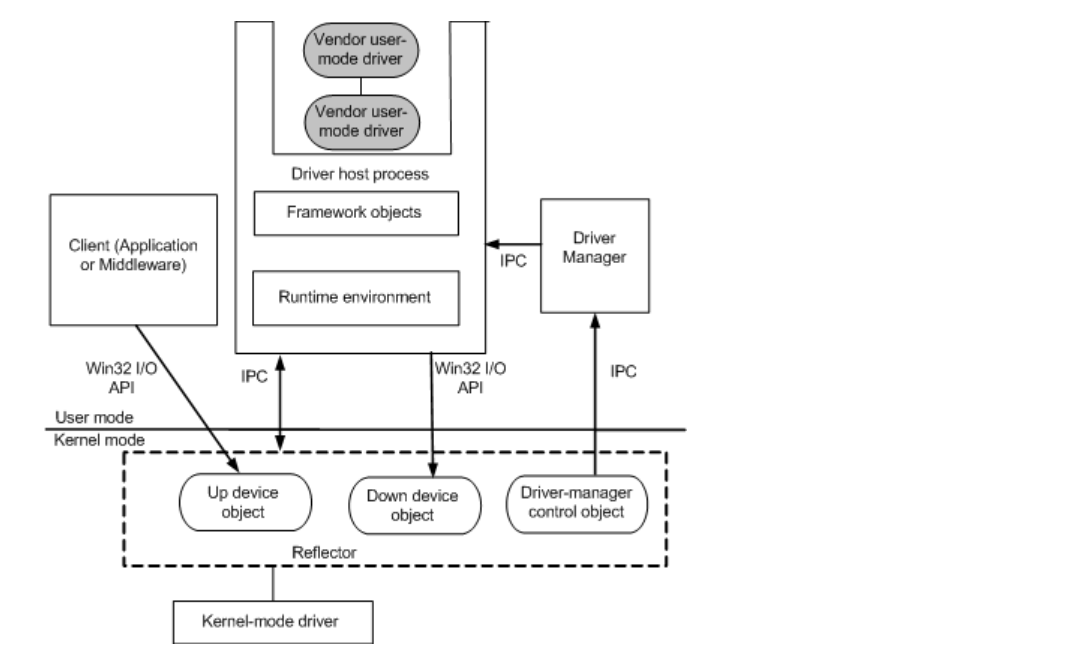 Vendor user-
mode driver
Vendor user-
mode driver
Driver host process
Framework objects
Runtime environment
Client (Application
or Middleware)
Driver
Manager
IPC
Win32 I/O
API
IPC
Win32 I/O
API
IPC
User mode
Kernel mode
Up device
object
Down device
object
Driver-manager
control object
Reflector
Kernel-mode driver